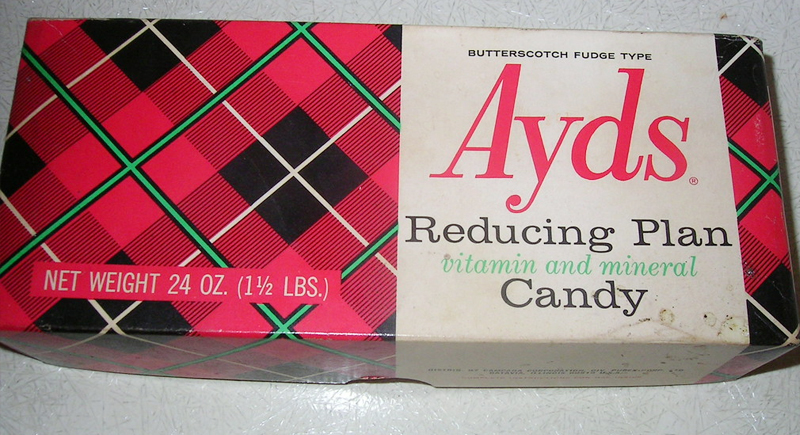 BUTTERSCOTCH FUDGE TYPE
Ayds®
Reducing Plan
vitamin and mineral
Candy
NET WEIGHT 24 OZ. (1½ LBS.)